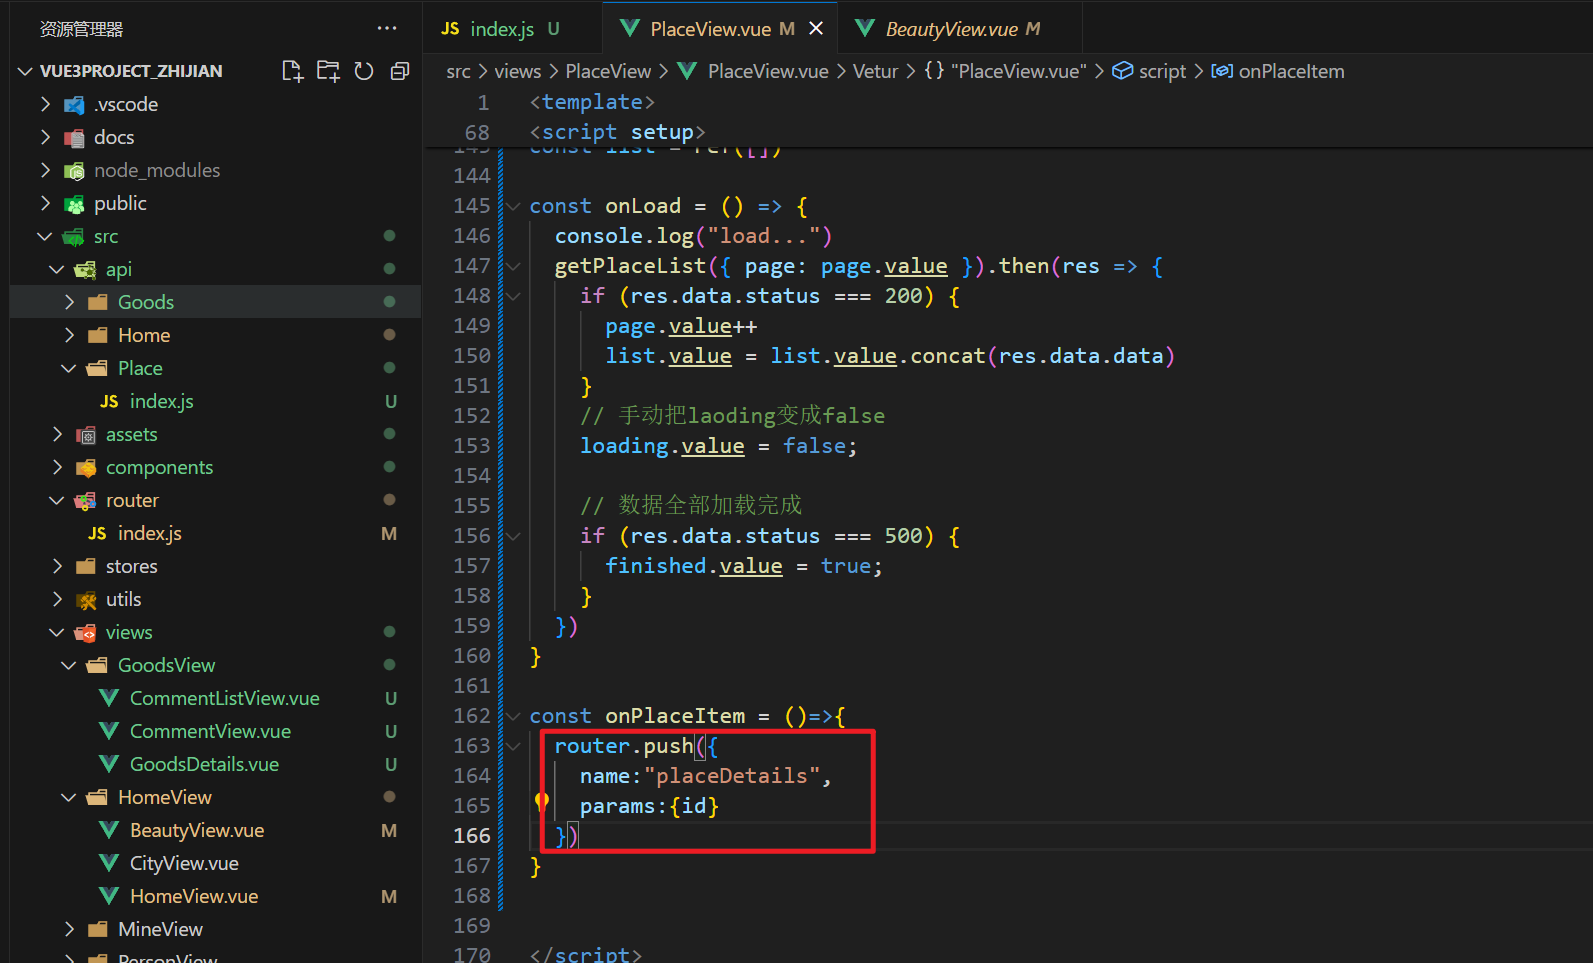 资源管理器
VUE3PROJECT_ZHIJIAN
.vscode
docs
node_modules
public
src
api
Goods
Home
Place
JS index.js U
assets
components
router
JS index.js M
stores
utils
views
GoodsView
CommentListView.vue U
CommentView.vue U
GoodsDetails.vue U
HomeView
BeautyView.vue M
CityView.vue
HomeView.vue M
MineView
PersonView
JS index.js U
PlaceView.vue M
BeautyView.vue M
src > views > PlaceView > PlaceView.vue > Vetur > {} "PlaceView.vue" > script > onPlaceItem
1 <template>
68 <script setup>
143 const list = ref([])
144
145 const onLoad = () => {
146 console.log("load...")
147 getPlaceList({ page: page.value }).then(res => {
148 if (res.data.status === 200) {
149 page.value++
150 list.value = list.value.concat(res.data.data)
151 }
152 // 手动把laoding变成false
153 loading.value = false;
154
155 // 数据全部加载完成
156 if (res.data.status === 500) {
157 finished.value = true;
158 }
159 })
160 }
161
162 const onPlaceItem = ()=>{
163 router.push({
164 name:"placeDetails",
165 params:{id}
166 })
167 }
168
169
170 </script>